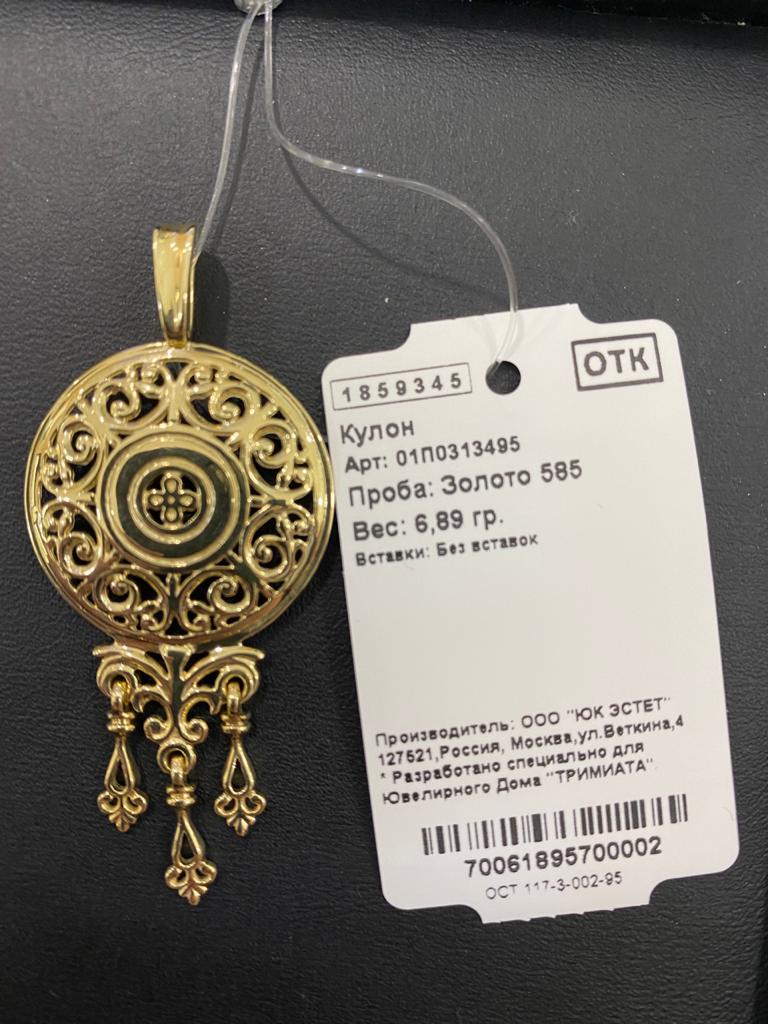 1859345
ОТК
Кулон
Арт: 01П0313495
Проба: Золото 585
Вес: 6,89 гр.
Вставки: Без вставок
Производитель: ООО "ЮК ЭСТЕТ"
127521,Россия, Москва,ул.Веткина,4
* Разработано специально для
Ювелирного Дома "ТРИМИАТА".
70061895700002
ОСТ 117-3-002-95